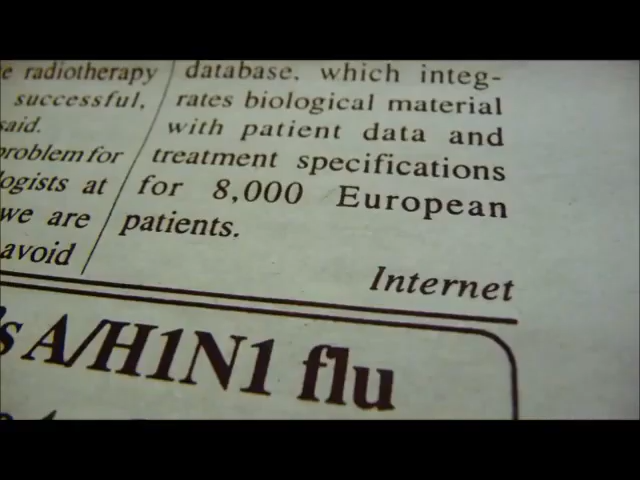 radiotherapy
successful,
said.
problem for
at
we are
avoid
database, which integ-
rates biological material
with patient data and
treatment specifications
for 8,000 European
patients.
Internet
A/H1N1 flu